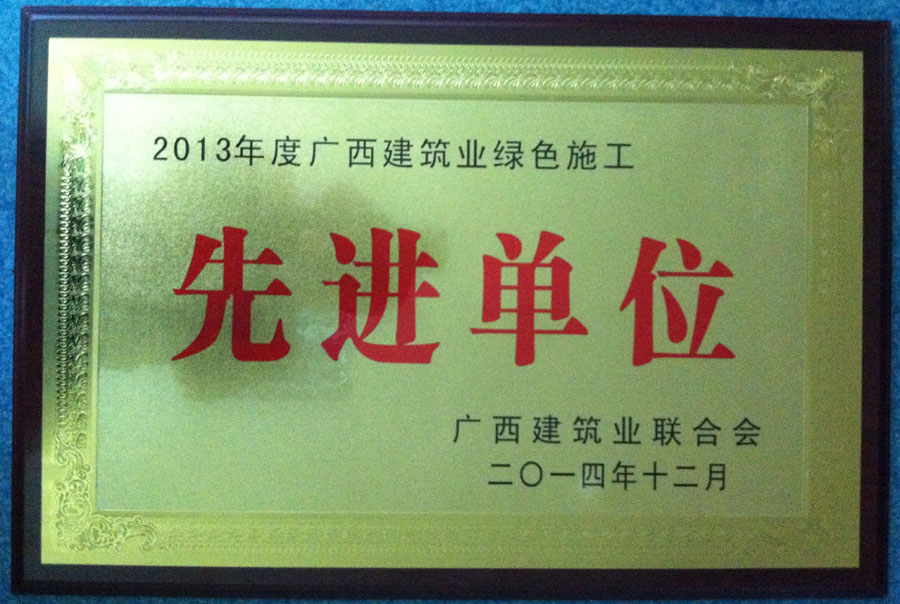 2013年度广西建筑业绿色施工
先进单位
广西建筑业联合会
二〇一四年十二月